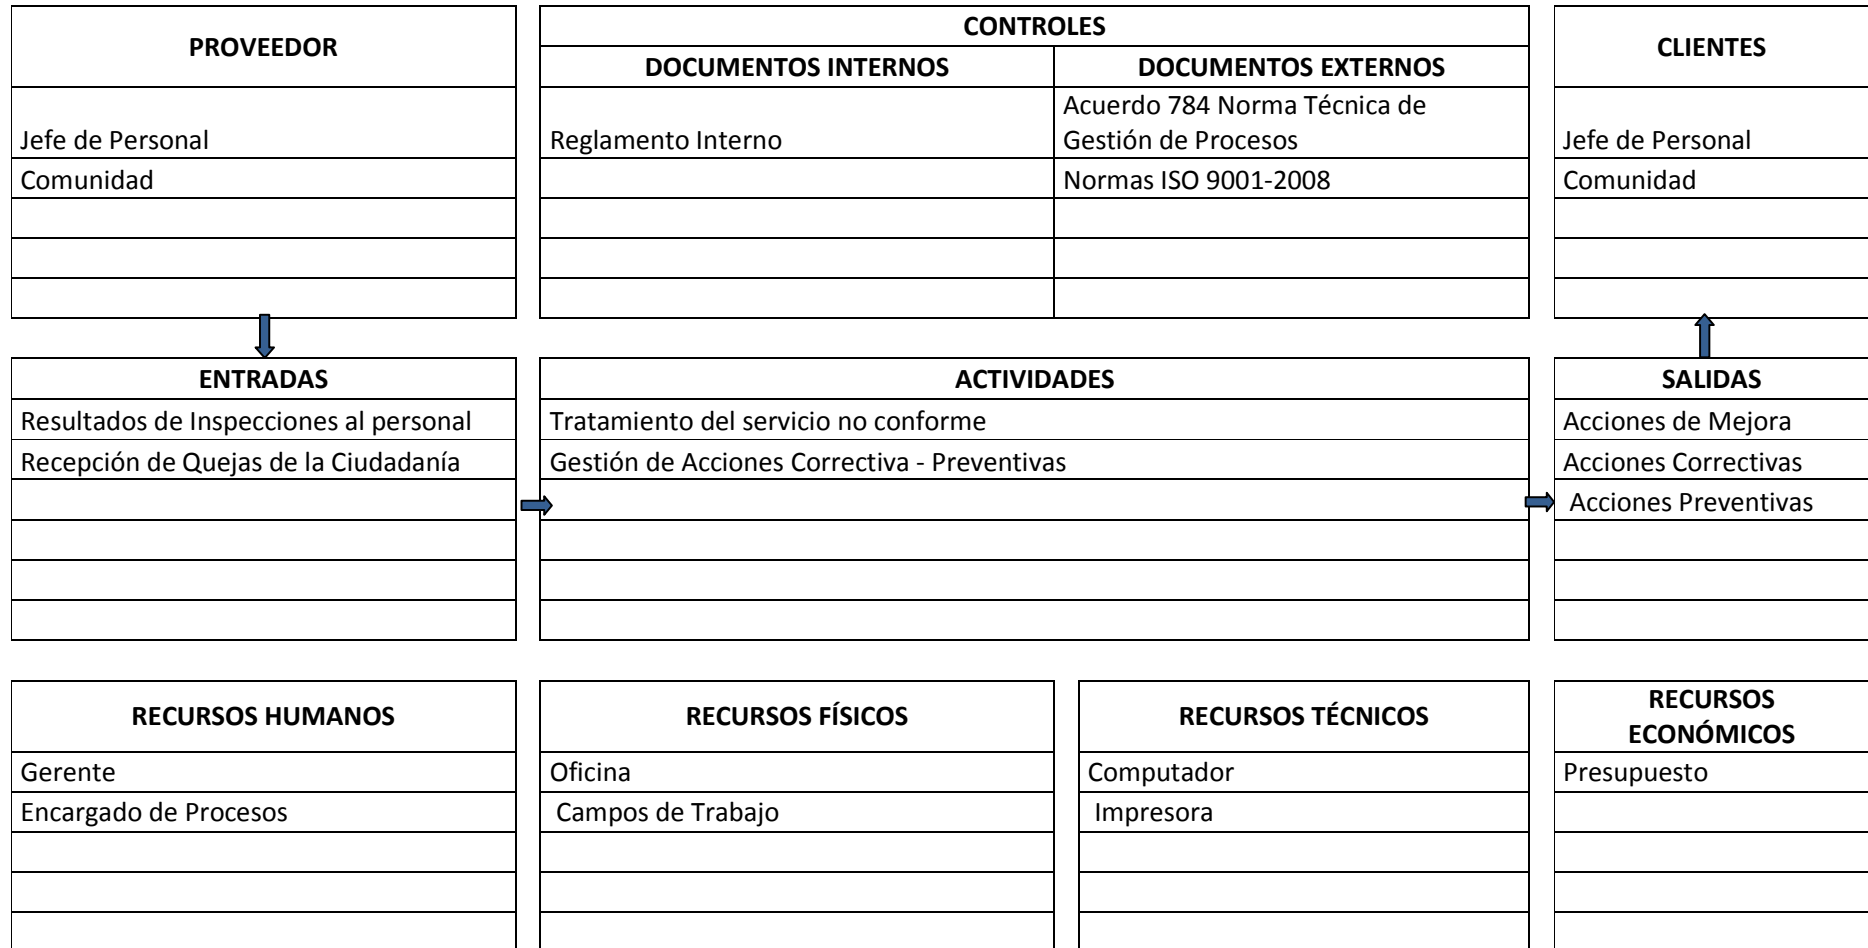 PROVEEDOR
CONTROLES
CLIENTES
DOCUMENTOS INTERNOS
DOCUMENTOS EXTERNOS
Jefe de Personal
Reglamento Interno
Acuerdo 784 Norma Técnica de
Gestión de Procesos
Jefe de Personal
Comunidad
Normas ISO 9001-2008
Comunidad
ENTRADAS
ACTIVIDADES
SALIDAS
Resultados de Inspecciones al personal
Tratamiento del servicio no conforme
Acciones de Mejora
Recepción de Quejas de la Ciudadanía
Gestión de Acciones Correctiva - Preventivas
Acciones Correctivas
Acciones Preventivas
RECURSOS HUMANOS
RECURSOS FÍSICOS
RECURSOS TÉCNICOS
RECURSOS
ECONÓMICOS
Gerente
Oficina
Computador
Presupuesto
Encargado de Procesos
Campos de Trabajo
Impresora